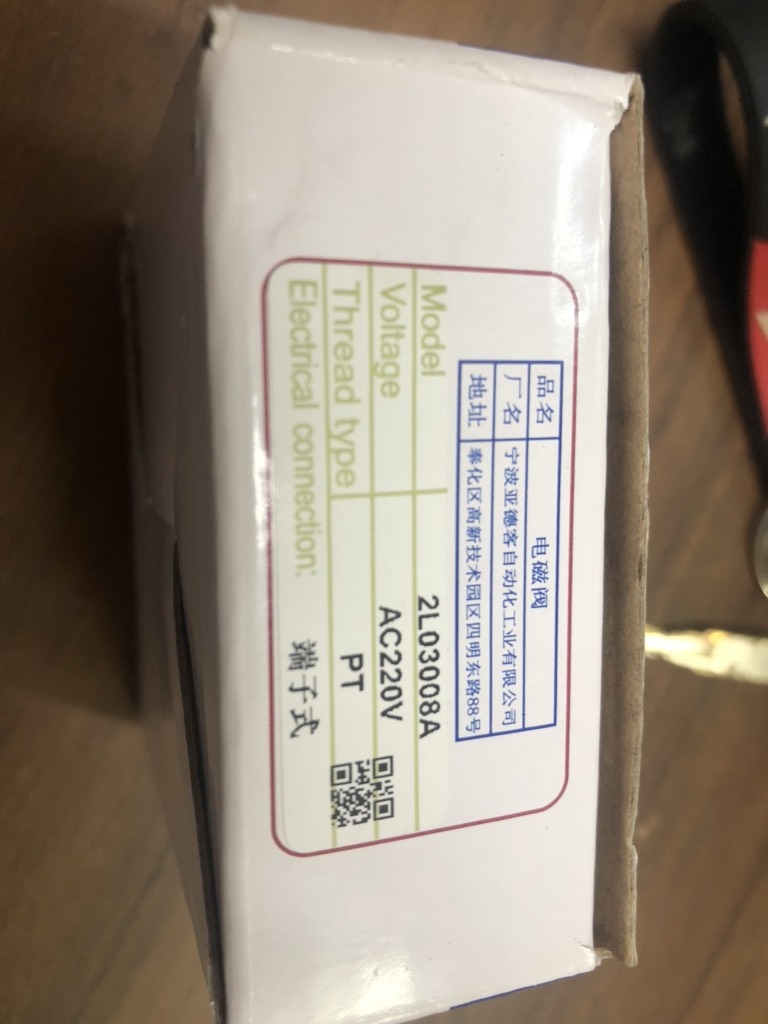 品名 电磁阀
厂名 宁波亚德客自动化工业有限公司
地址 奉化区高新技术园区四明东路88号
Model 2L03008A
Voltage AC220V
Thread type PT
Electrical connection: 端子式